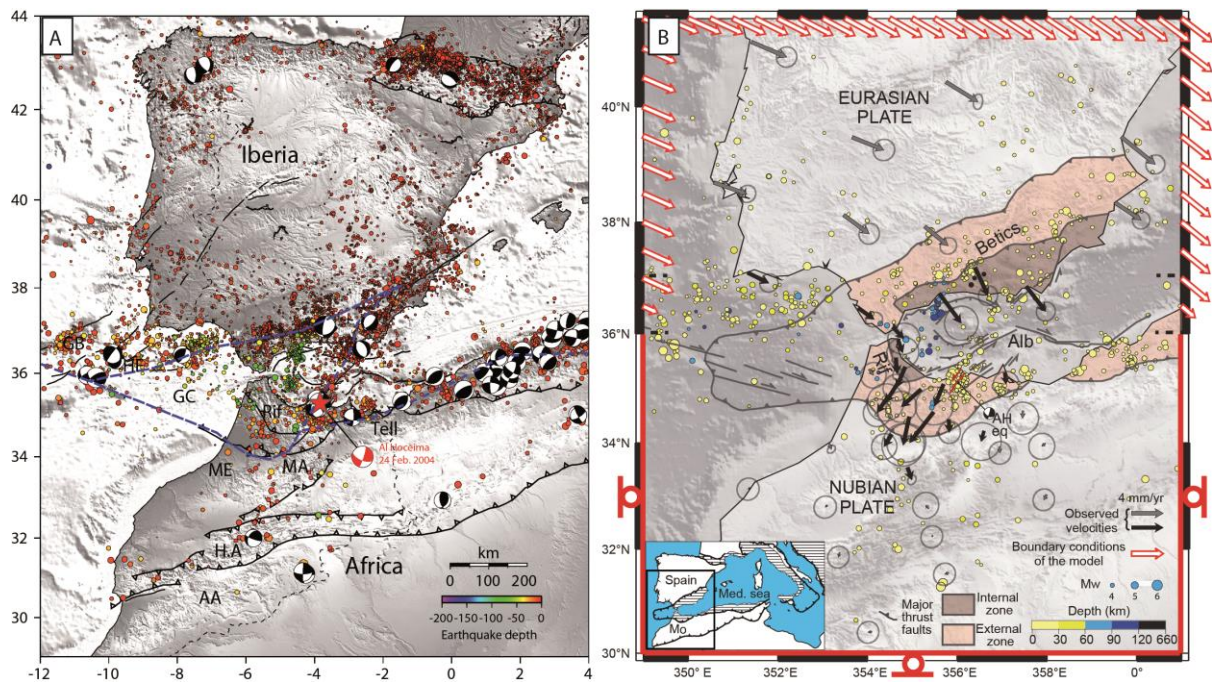 A
44
42
40
38
36
34
32
30
-12
-10
-8
-6
-4
-2
0
2
4
Iberia
GB
HF
GC
Rif
Tell
Al Hoceima
24 Feb. 2004
ME
MA
H.A
Africa
AA
km
0 100 200
-200 -150 -100 -50 0
Earthquake depth
B
40°N
38°N
36°N
34°N
32°N
30°N
350°E
352°E
354°E
356°E
358°E
0°
EURASIAN
PLATE
Betics
Alb
Rif
AH
eq
NUBIAN
PLATE
4 mm/yr
Observed
velocities
Boundary conditions
of the model
Mw
4 5 6
Major
thrust
faults
Internal
zone
External
zone
Depth (km)
0 30 60 90 120 660
Spain
Med. sea
Mo